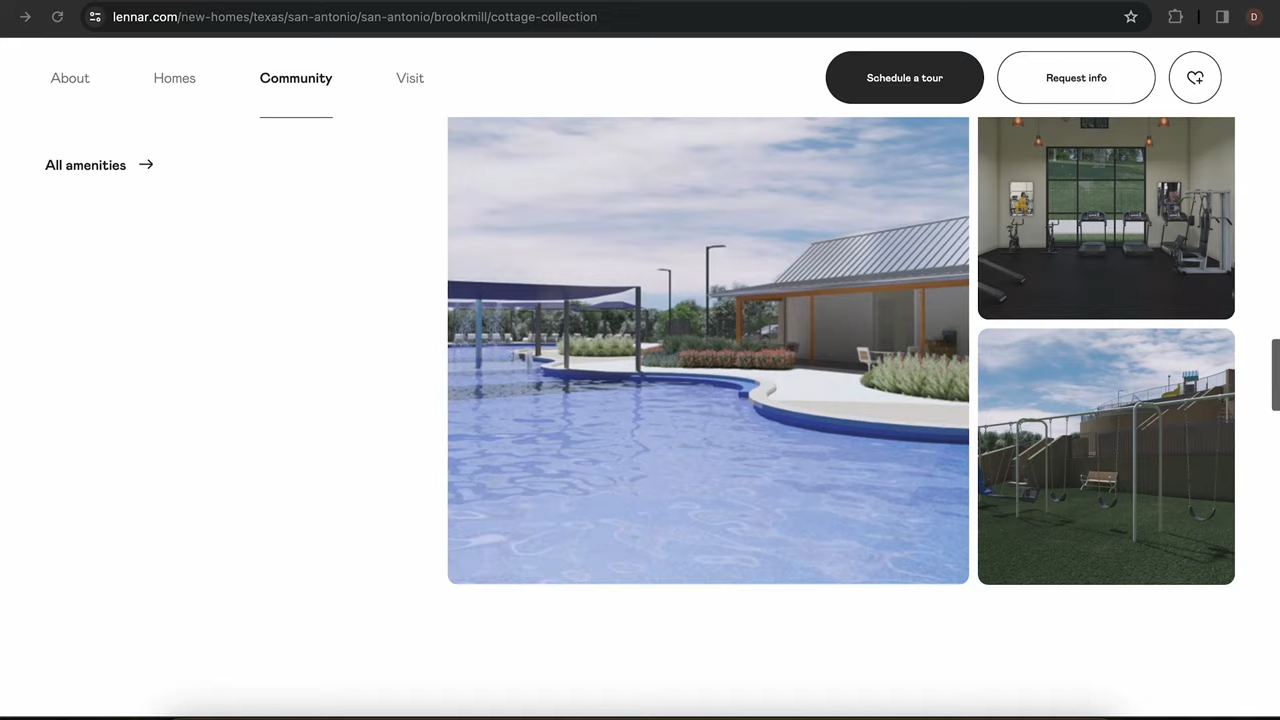 lennar.com/new-homes/texas/san-antonio/san-antonio/brookmill/cottage-collection
D
About
Homes
Community
Visit
Schedule a tour
Request info
All amenities